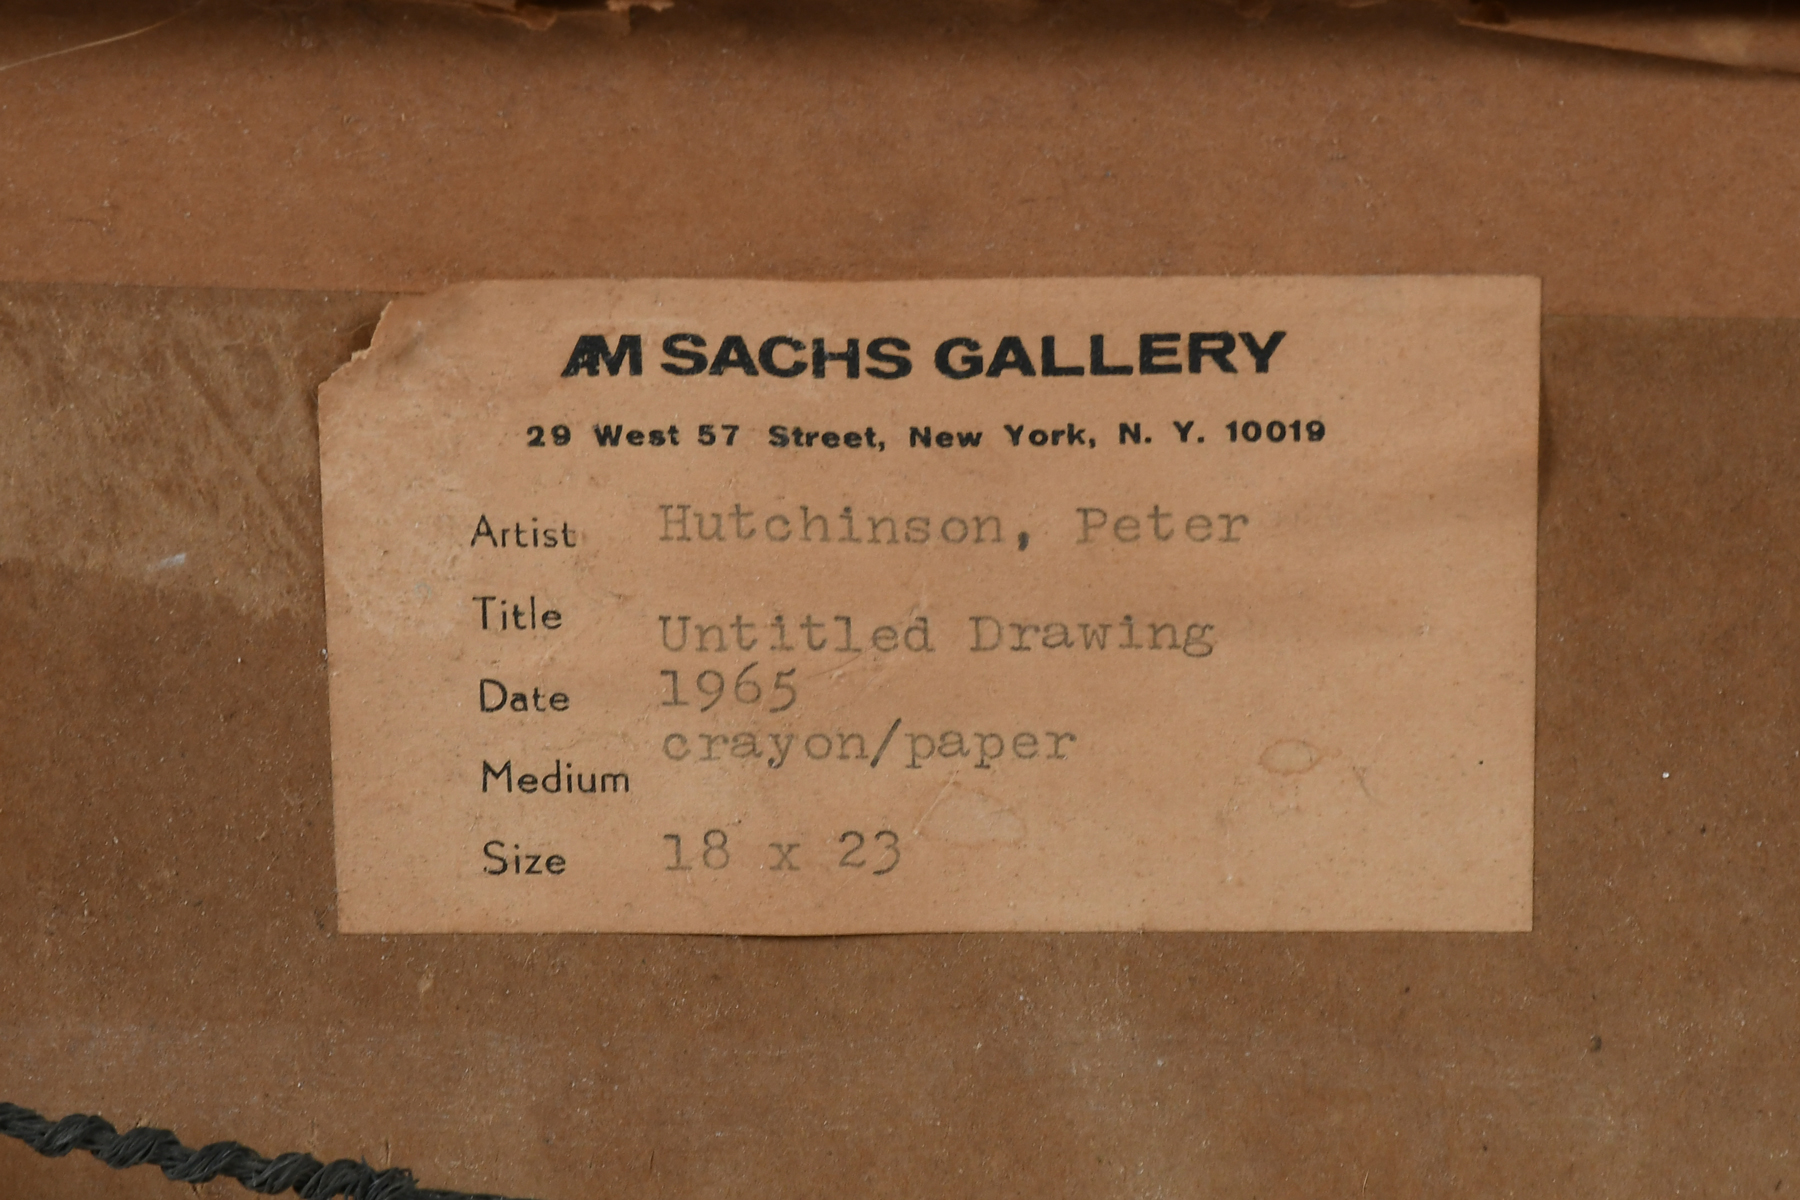 AM SACHS GALLERY
29 West 57 Street, New York, N. Y. 10019
Artist Hutchinson, Peter
Title Untitled Drawing
Date 1965
Medium crayon/paper
Size 18 x 23